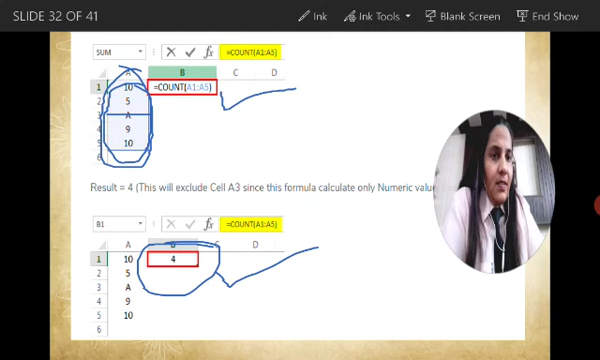 SLIDE 32 OF 41
Ink
Ink Tools
Blank Screen
End Show
SUM
fx
=COUNT(A1:A5)
A B C D
1 10 =COUNT(A1:A5)
2 5
3 A
4 9
5 10
6
Result = 4 (This will exclude Cell A3 since this formula calculate only Numeric value
B1
fx
=COUNT(A1:A5)
A B C D
1 10 4
2 5
3 A
4 9
5 10
6